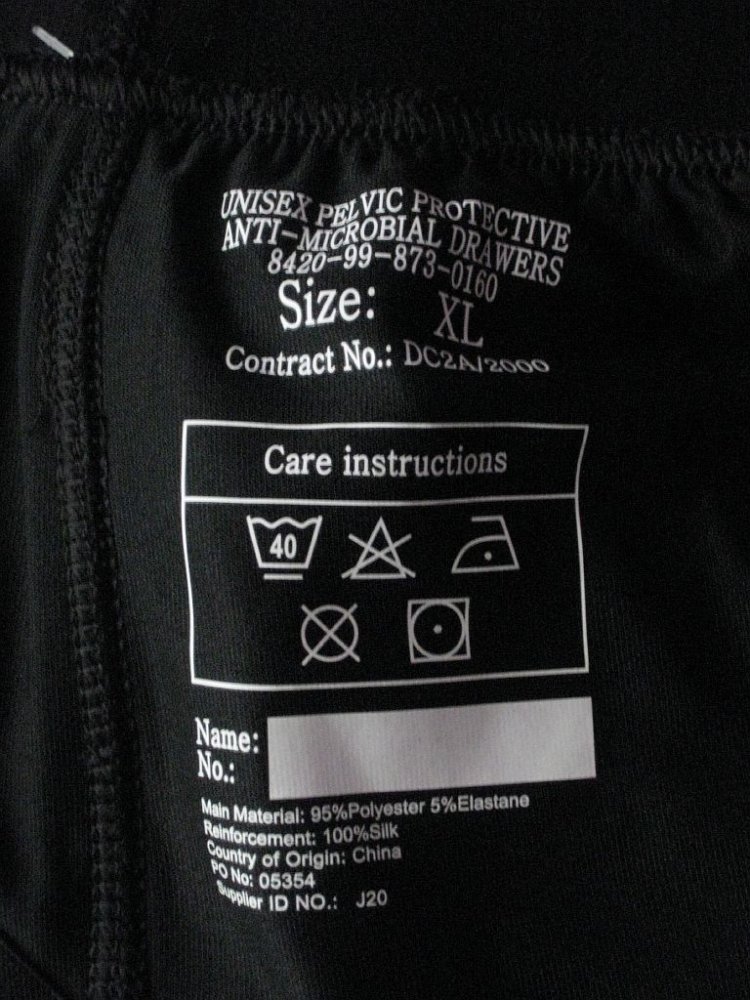 UNISEX PELVIC PROTECTIVE
ANTI-MICROBIAL DRAWERS
8420-99-873-0160
Size: XL
Contract No.: DC2A/2000
Care instructions
40
Name:
No.:
Main Material: 95%Polyester 5%Elastane
Reinforcement: 100%Silk
Country of Origin: China
PO No: 05354
Supplier ID NO.: J20